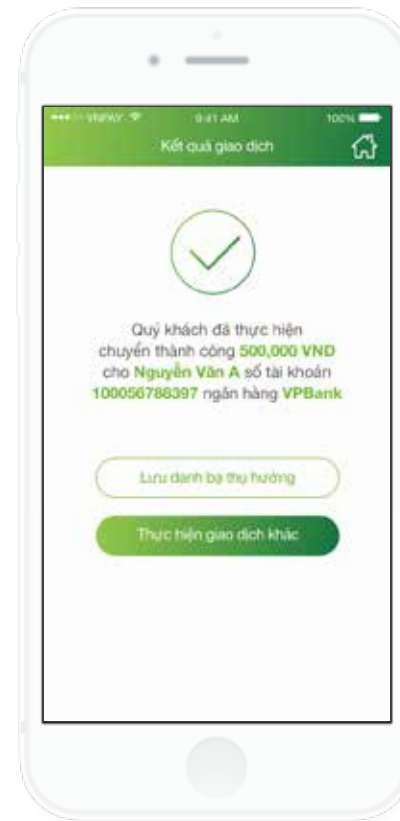 VNPAY 9:41 AM 100%
Kết quả giao dịch
Quý khách đã thực hiện
chuyển thành công 500,000 VND
cho Nguyễn Văn A số tài khoản
100056788397 ngân hàng VPBank
Lưu danh bạ thụ hưởng
Thực hiện giao dịch khác